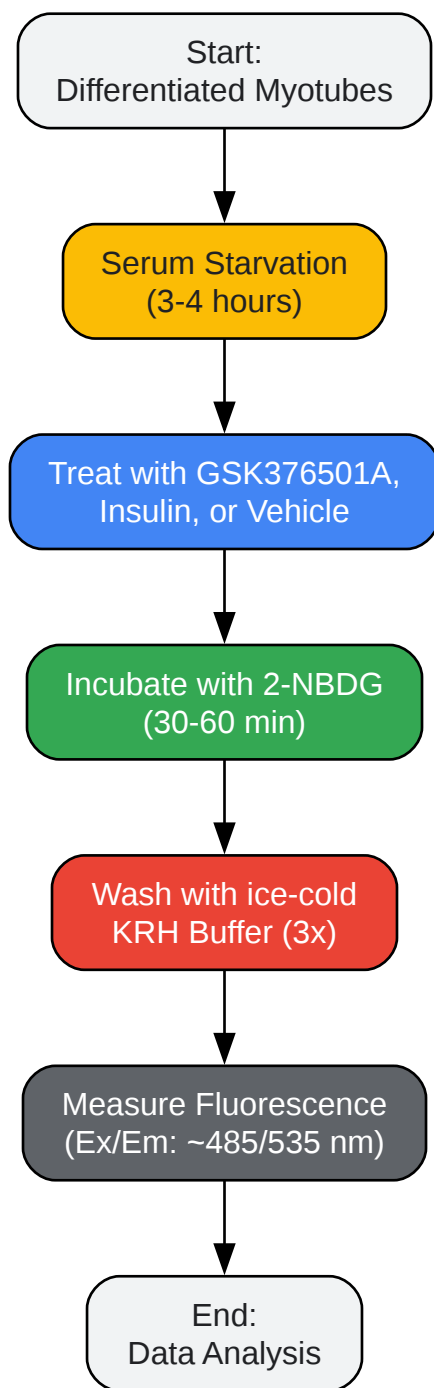 Start:
Differentiated Myotubes
Serum Starvation
(3-4 hours)
Treat with GSK376501A,
Insulin, or Vehicle
Incubate with 2-NBDG
(30-60 min)
Wash with ice-cold
KRH Buffer (3x)
Measure Fluorescence
(Ex/Em: ~485/535 nm)
End:
Data Analysis